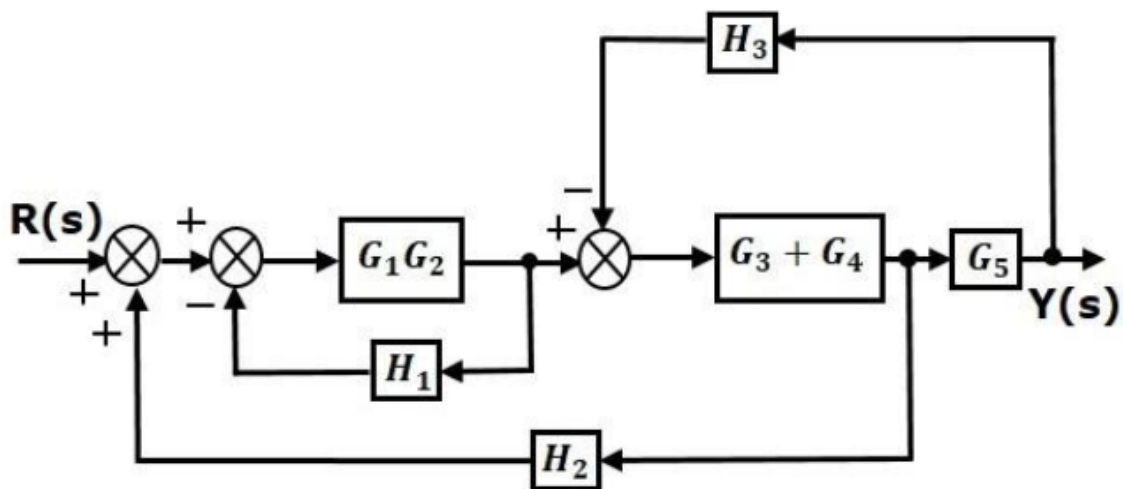 H₃
−
R(s)
+
+
G₁G₂
G₃ + G₄
G₅
+
−
Y(s)
+
H₁
H₂